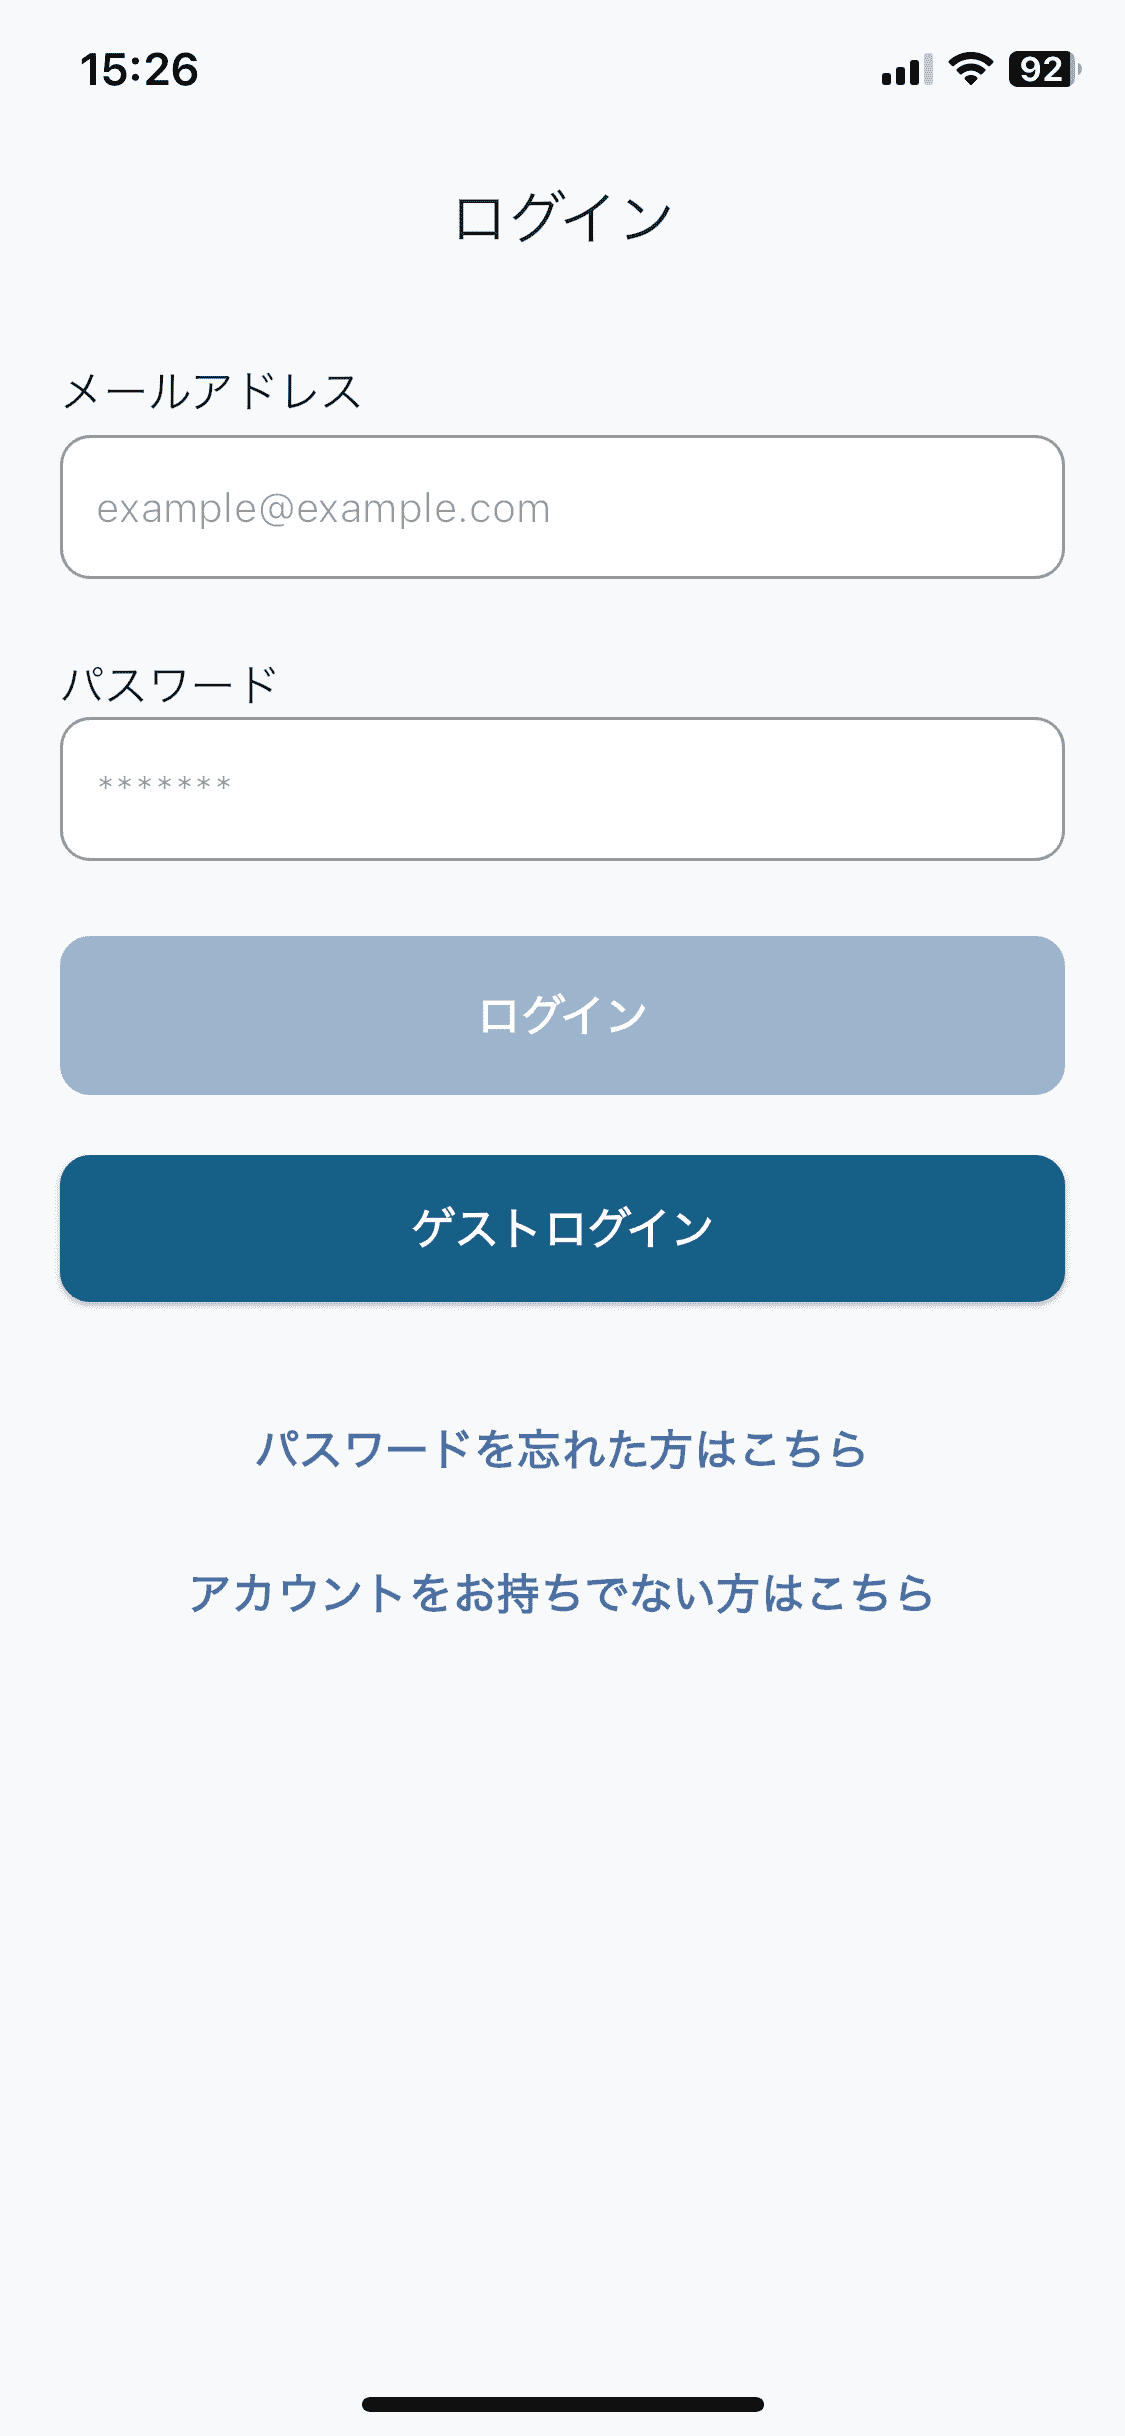 15:26
92
ログイン
メールアドレス
example@example.com
パスワード
*******
ログイン
ゲストログイン
パスワードを忘れた方はこちら
アカウントをお持ちでない方はこちら